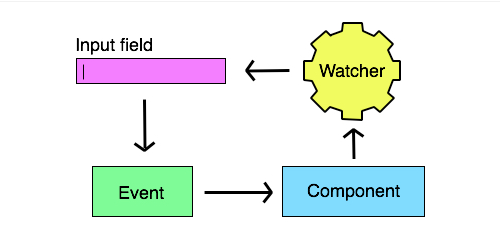 Input field
Watcher
Event
Component